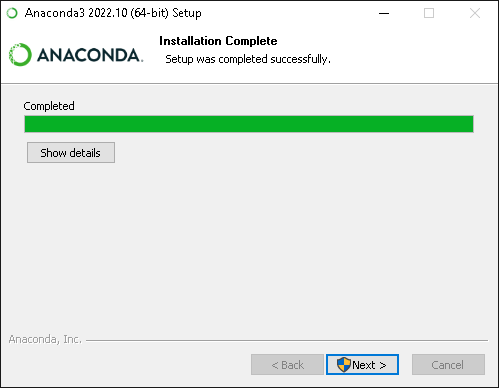 Anaconda3 2022.10 (64-bit) Setup
ANACONDA.
Installation Complete
Setup was completed successfully.
Completed
Show details
Anaconda, Inc.
< Back
Next >
Cancel